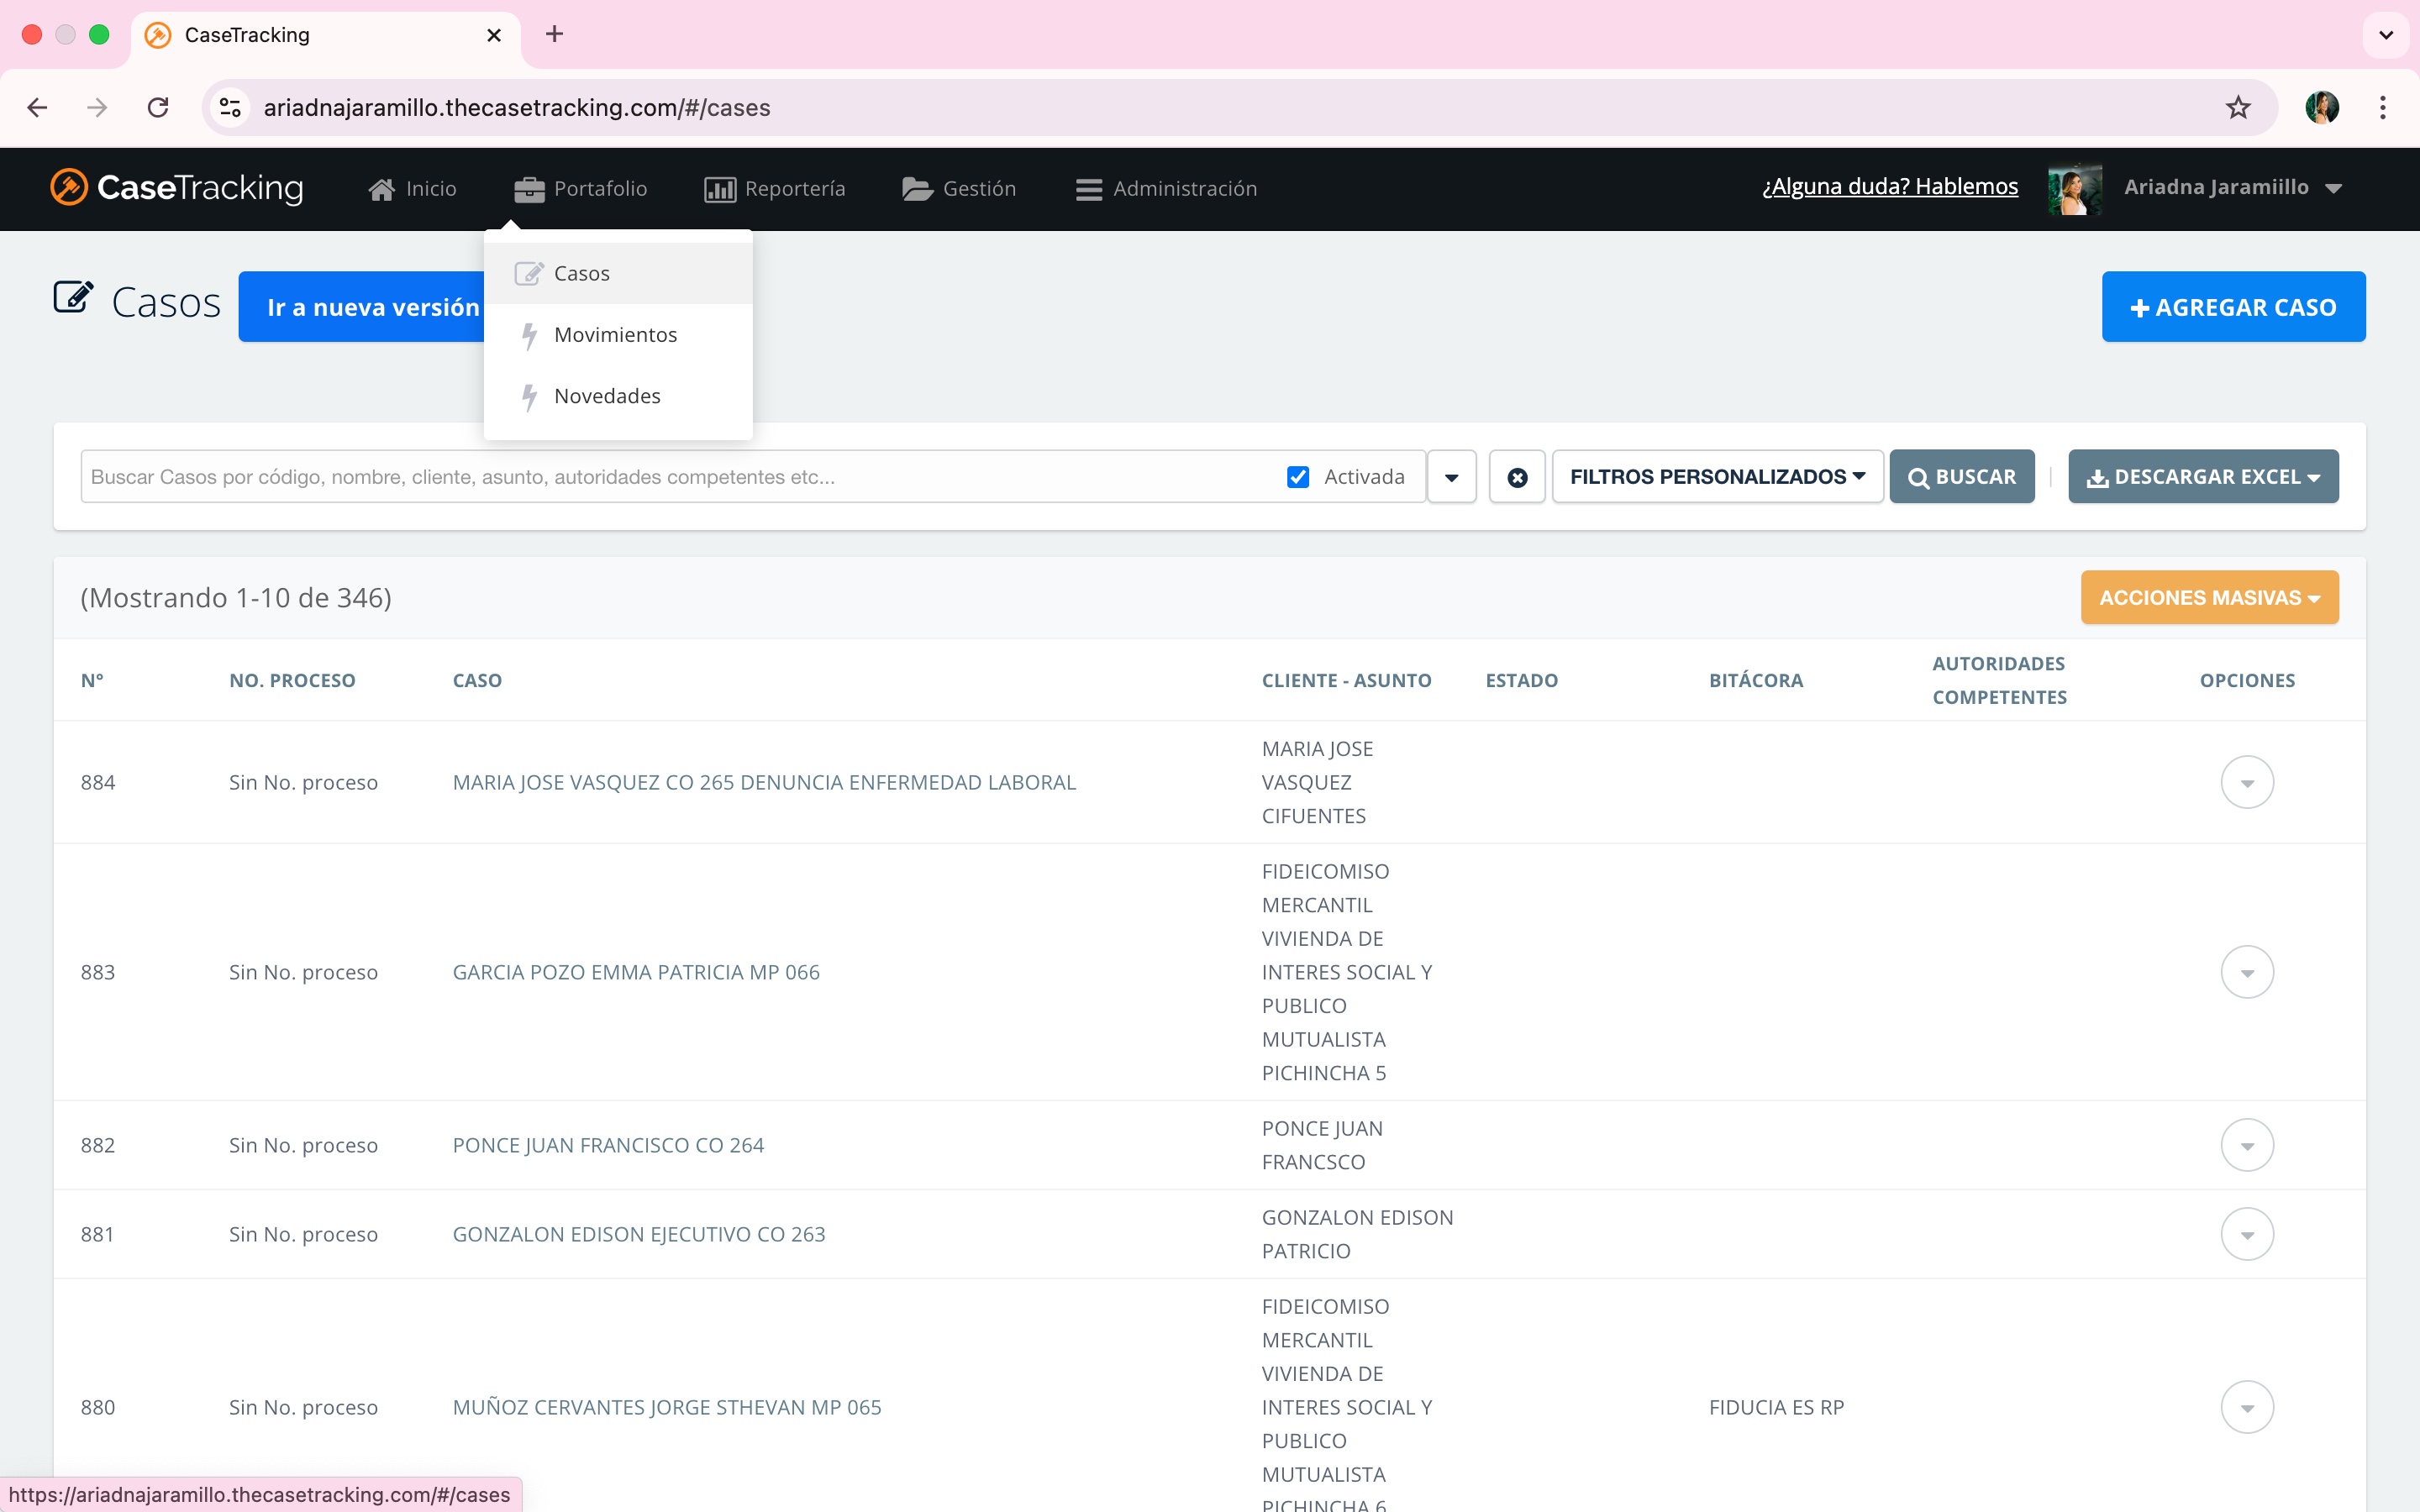 CaseTracking
ariadnajaramillo.thecasetracking.com/#/cases
CaseTracking
Inicio
Portafolio
Reportería
Gestión
Administración
¿Alguna duda? Hablemos
Ariadna Jaramiillo
Casos
Movimientos
Novedades
Casos
Ir a nueva versión
AGREGAR CASO
Buscar Casos por código, nombre, cliente, asunto, autoridades competentes etc...
Activada
FILTROS PERSONALIZADOS
BUSCAR
DESCARGAR EXCEL
(Mostrando 1-10 de 346)
ACCIONES MASIVAS
N°
NO. PROCESO
CASO
CLIENTE - ASUNTO
ESTADO
BITÁCORA
AUTORIDADES
COMPETENTES
OPCIONES
884
Sin No. proceso
MARIA JOSE VASQUEZ CO 265 DENUNCIA ENFERMEDAD LABORAL
MARIA JOSE
VASQUEZ
CIFUENTES
883
Sin No. proceso
GARCIA POZO EMMA PATRICIA MP 066
FIDEICOMISO
MERCANTIL
VIVIENDA DE
INTERES SOCIAL Y
PUBLICO
MUTUALISTA
PICHINCHA 5
882
Sin No. proceso
PONCE JUAN FRANCISCO CO 264
PONCE JUAN
FRANCSCO
881
Sin No. proceso
GONZALON EDISON EJECUTIVO CO 263
GONZALON EDISON
PATRICIO
880
Sin No. proceso
MUÑOZ CERVANTES JORGE STHEVAN MP 065
FIDEICOMISO
MERCANTIL
VIVIENDA DE
INTERES SOCIAL Y
PUBLICO
MUTUALISTA
PICHINCHA 6
FIDUCIA ES RP
https://ariadnajaramillo.thecasetracking.com/#/cases